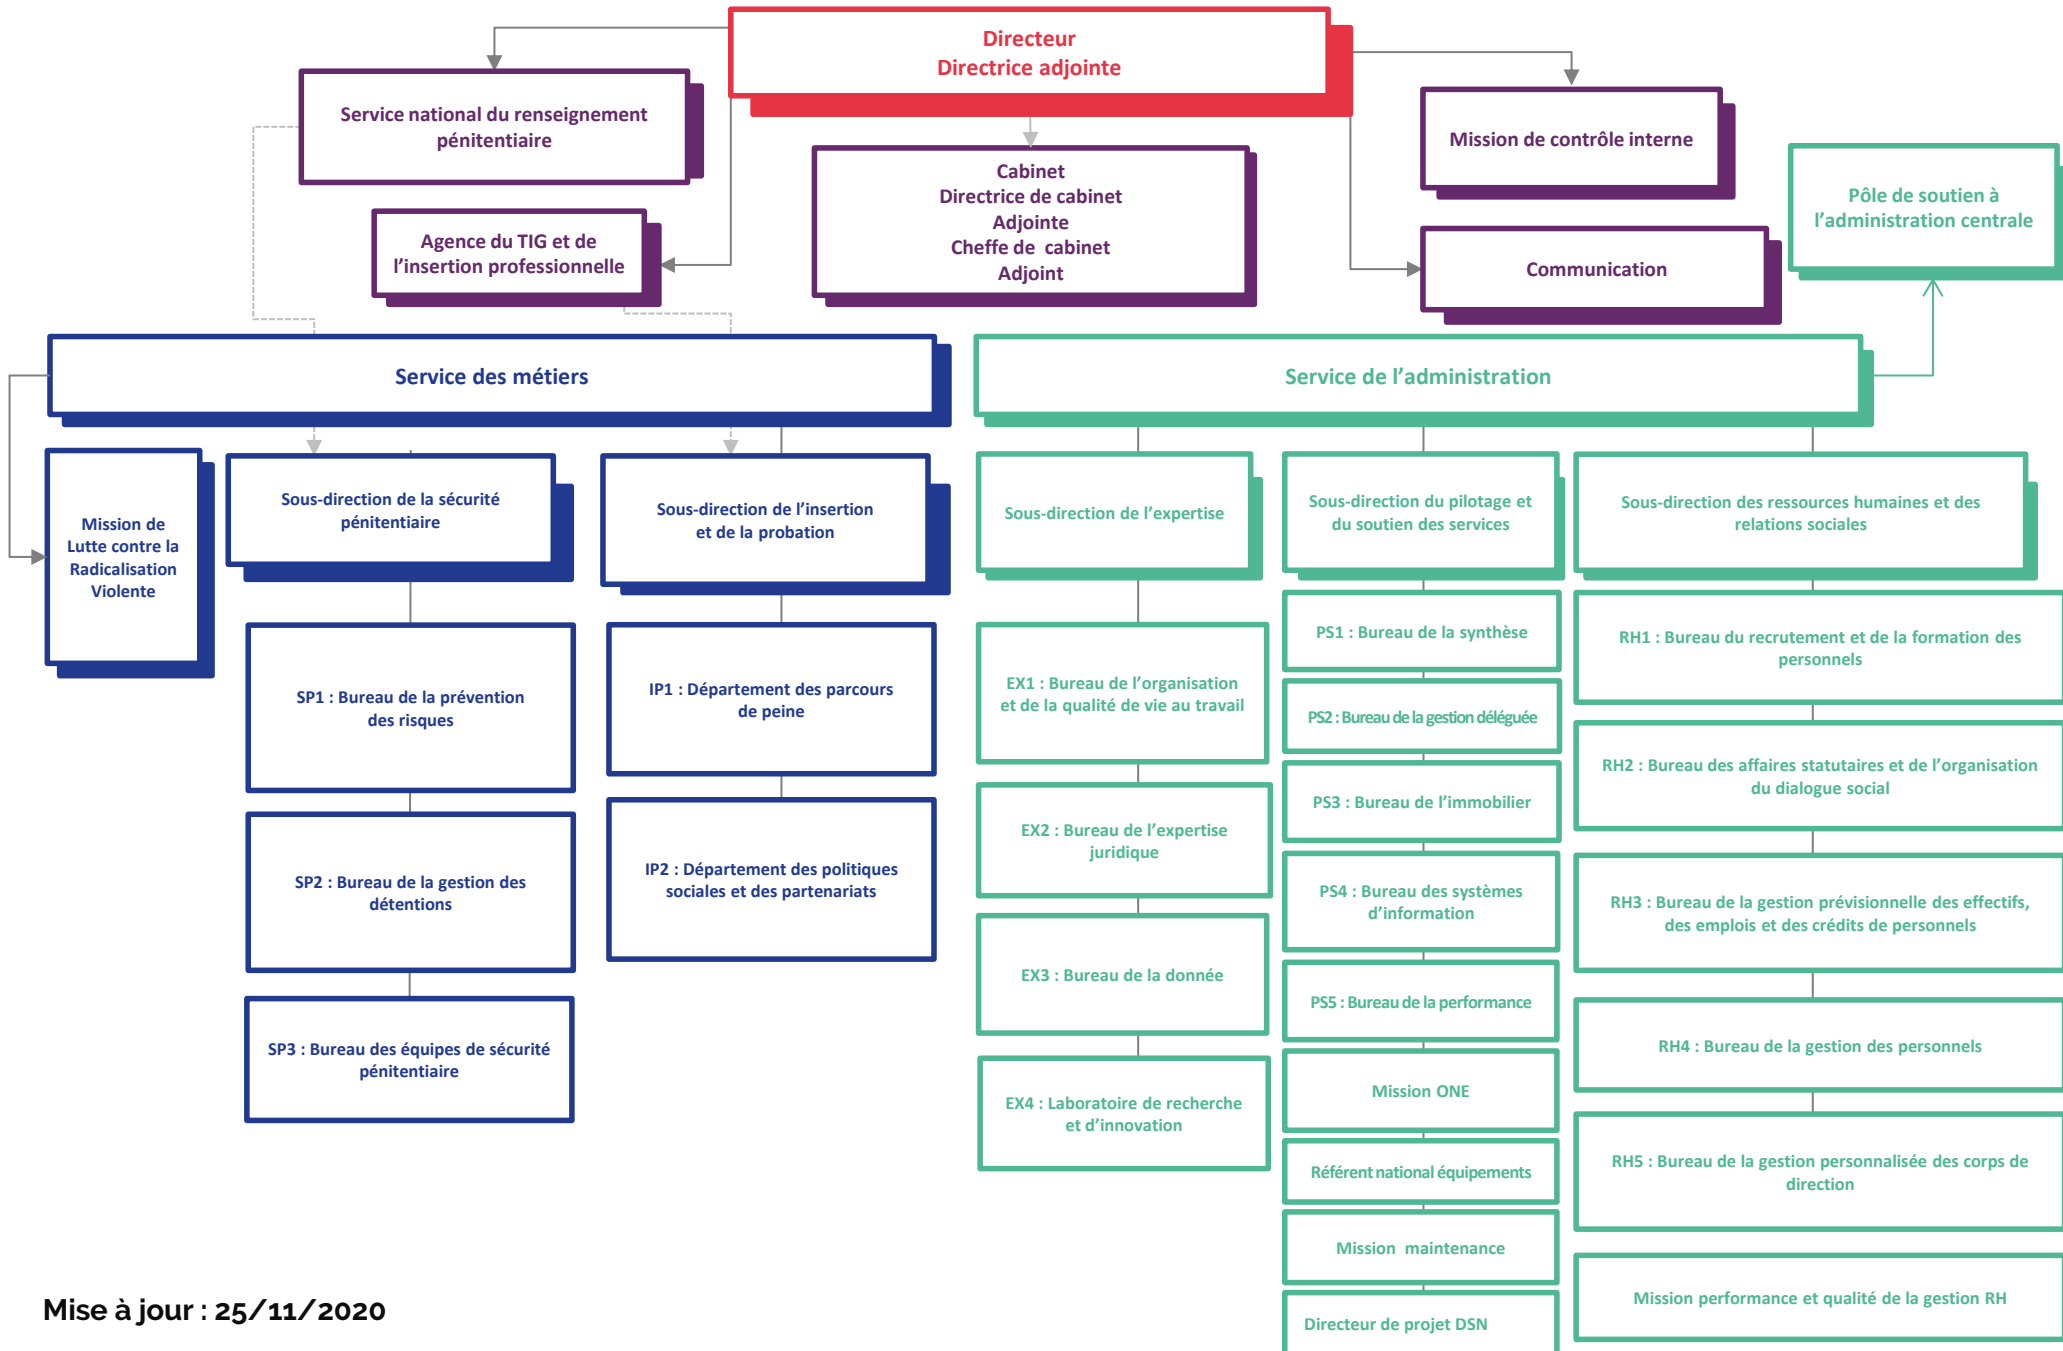 Directeur
Directrice adjointe
Service national du renseignement
pénitentiaire
Mission de contrôle interne
Cabinet
Directrice de cabinet
Adjointe
Cheffe de cabinet
Adjoint
Pôle de soutien à
l’administration centrale
Agence du TIG et de
l’insertion professionnelle
Communication
Service des métiers
Service de l’administration
Mission de
Lutte contre la
Radicalisation
Violente
Sous-direction de la sécurité
pénitentiaire
Sous-direction de l’insertion
et de la probation
Sous-direction de l’expertise
Sous-direction du pilotage et
du soutien des services
Sous-direction des ressources humaines et des
relations sociales
SP1 : Bureau de la prévention
des risques
SP2 : Bureau de la gestion des
détentions
SP3 : Bureau des équipes de sécurité
pénitentiaire
IP1 : Département des parcours
de peine
IP2 : Département des politiques
sociales et des partenariats
EX1 : Bureau de l’organisation
et de la qualité de vie au travail
EX2 : Bureau de l’expertise
juridique
EX3 : Bureau de la donnée
EX4 : Laboratoire de recherche
et d’innovation
PS1 : Bureau de la synthèse
PS2 : Bureau de la gestion déléguée
PS3 : Bureau de l’immobilier
PS4 : Bureau des systèmes
d’information
PS5 : Bureau de la performance
Mission ONE
Référent national équipements
Mission maintenance
Directeur de projet DSN
RH1 : Bureau du recrutement et de la formation des
personnels
RH2 : Bureau des affaires statutaires et de l’organisation
du dialogue social
RH3 : Bureau de la gestion prévisionnelle des effectifs,
des emplois et des crédits de personnels
RH4 : Bureau de la gestion des personnels
RH5 : Bureau de la gestion personnalisée des corps de
direction
Mission performance et qualité de la gestion RH
Mise à jour : 25/11/2020